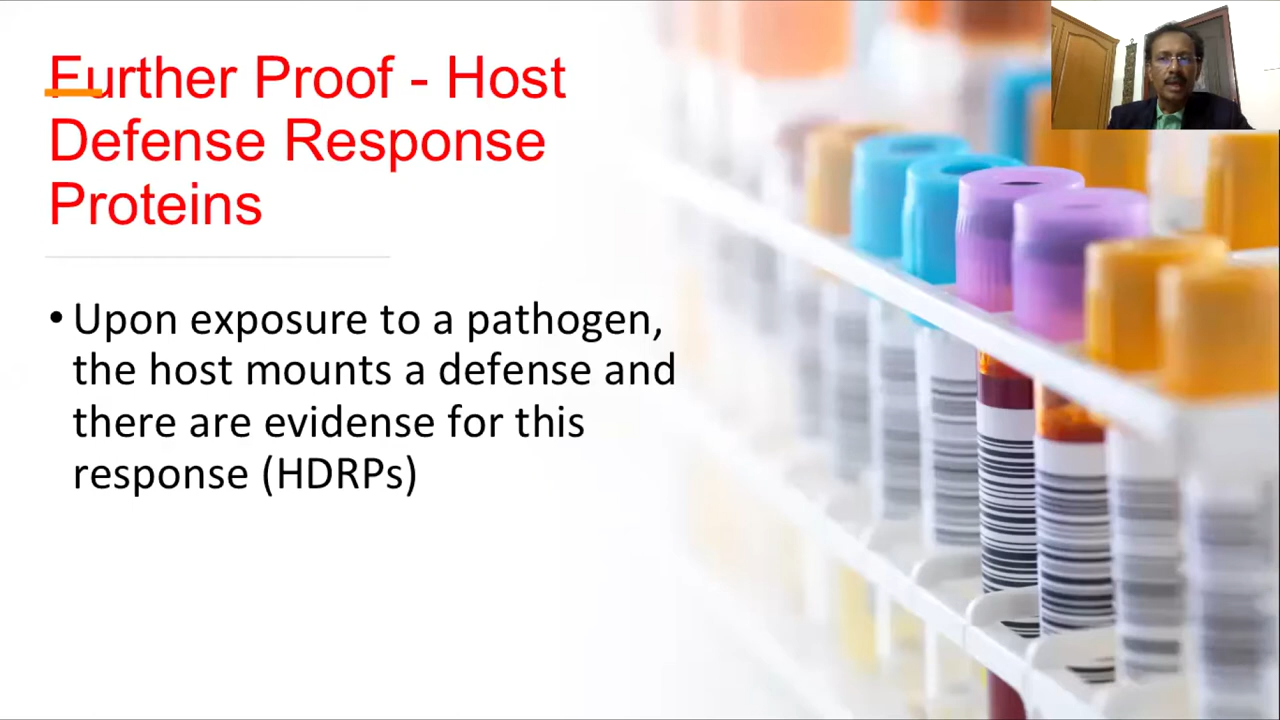 Further Proof - Host
Defense Response
Proteins
• Upon exposure to a pathogen,
the host mounts a defense and
there are evidense for this
response (HDRPs)